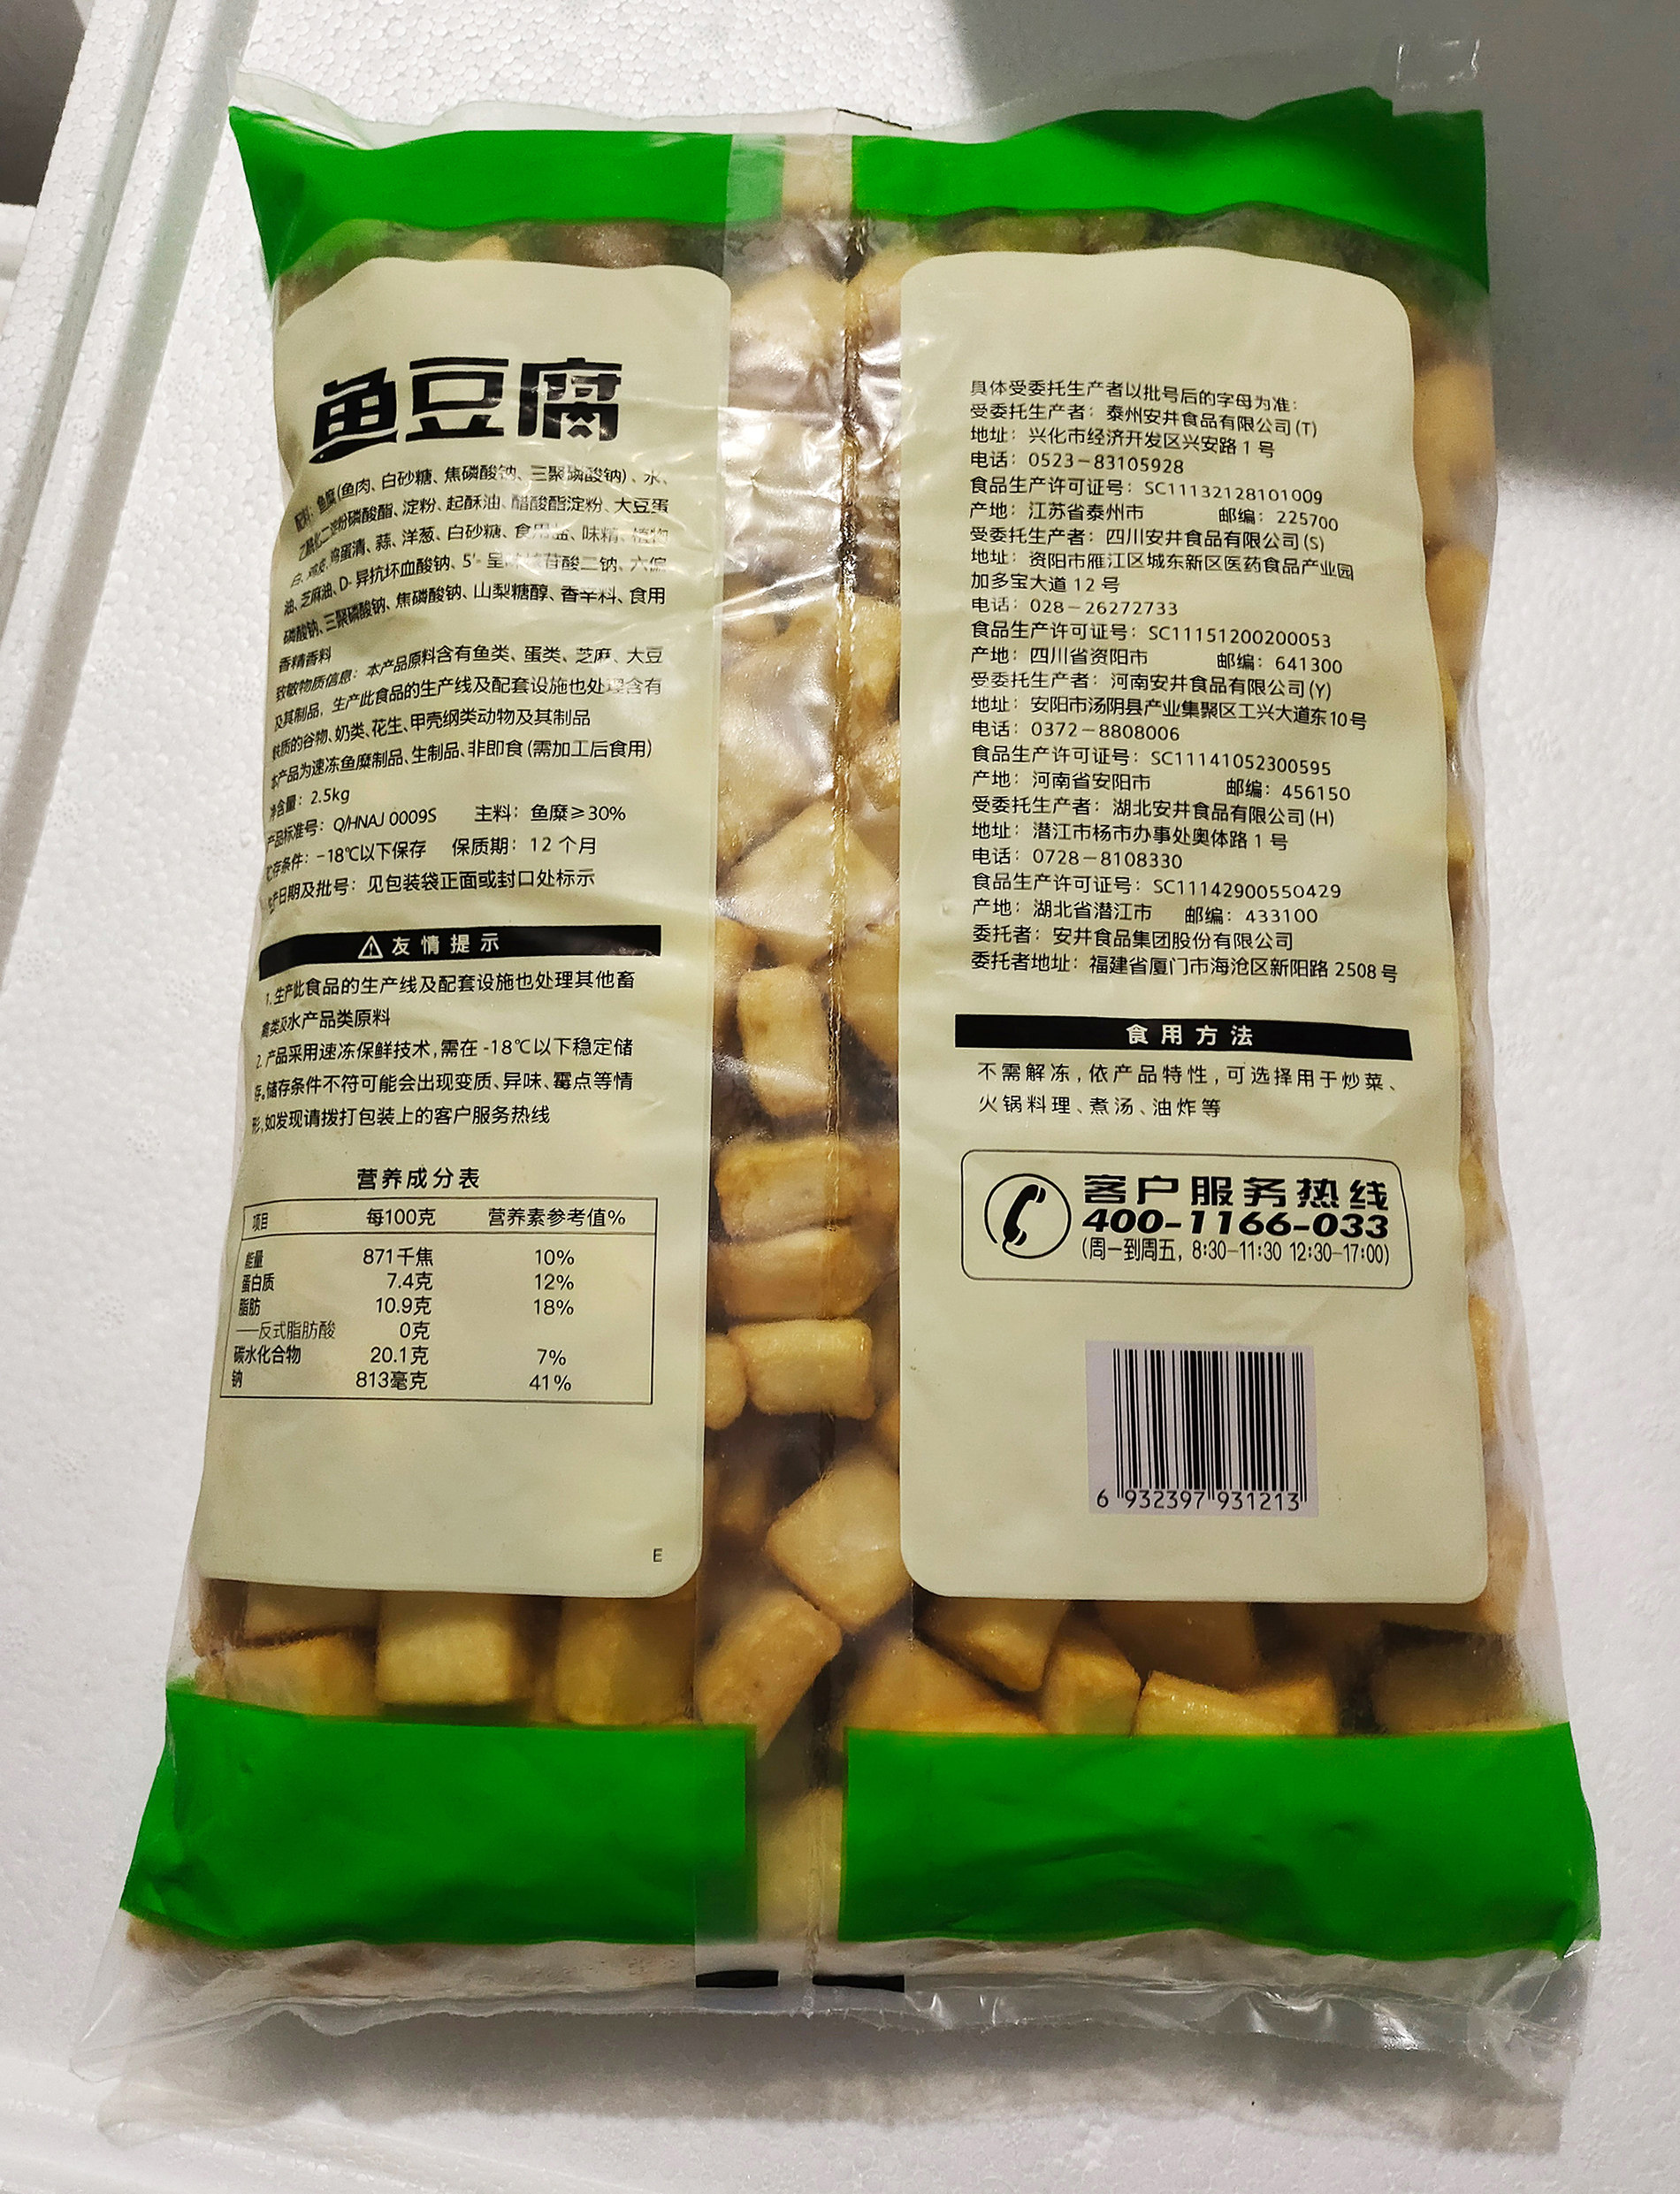 鱼豆腐
配料：鱼糜(鱼肉、白砂糖、焦磷酸钠、三聚磷酸钠)、水、
乙酰化二淀粉磷酸酯、淀粉、起酥油、醋酸酯淀粉、大豆蛋
白、鸡皮、鸡蛋清、蒜、洋葱、白砂糖、食用盐、味精、植物
油、芝麻油、D-异抗坏血酸钠、5'-呈味核苷酸二钠、六偏
磷酸钠、三聚磷酸钠、焦磷酸钠、山梨糖醇、香辛料、食用
香精香料
致敏物质信息：本产品原料含有鱼类、蛋类、芝麻、大豆
及其制品，生产此食品的生产线及配套设施也处理含有
麸质的谷物、奶类、花生、甲壳纲类动物及其制品
本产品为速冻鱼糜制品、生制品、非即食(需加工后食用)
净含量：2.5kg
产品标准号：Q/HNAJ 0009S 主料：鱼糜≥30%
贮存条件：-18℃以下保存 保质期：12个月
生产日期及批号：见包装袋正面或封口处标示
友情提示
1. 生产此食品的生产线及配套设施也处理其他畜
禽类及水产品类原料
2. 产品采用速冻保鲜技术,需在-18℃以下稳定储
存。储存条件不符可能会出现变质、异味、霉点等情
形,如发现请拨打包装上的客户服务热线
营养成分表
项目 每100克 营养素参考值%
能量 871千焦 10%
蛋白质 7.4克 12%
脂肪 10.9克 18%
——反式脂肪酸 0克
碳水化合物 20.1克 7%
钠 813毫克 41%
E
具体受委托生产者以批号后的字母为准：
受委托生产者：泰州安井食品有限公司(T)
地址：兴化市经济开发区兴安路1号
电话：0523-83105928
食品生产许可证号：SC11132128101009
产地：江苏省泰州市 邮编：225700
受委托生产者：四川安井食品有限公司(S)
地址：资阳市雁江区城东新区医药食品产业园
加多宝大道12号
电话：028-26272733
食品生产许可证号：SC11151200200053
产地：四川省资阳市 邮编：641300
受委托生产者：河南安井食品有限公司(Y)
地址：安阳市汤阴县产业集聚区工兴大道东10号
电话：0372-8808006
食品生产许可证号：SC11141052300595
产地：河南省安阳市 邮编：456150
受委托生产者：湖北安井食品有限公司(H)
地址：潜江市杨市办事处奥体路1号
电话：0728-8108330
食品生产许可证号：SC11142900550429
产地：湖北省潜江市 邮编：433100
委托者：安井食品集团股份有限公司
委托者地址：福建省厦门市海沧区新阳路2508号
食用方法
不需解冻,依产品特性,可选择用于炒菜、
火锅料理、煮汤、油炸等
客户服务热线
400-1166-033
(周一到周五, 8:30-11:30 12:30-17:00)
6 932397 931213